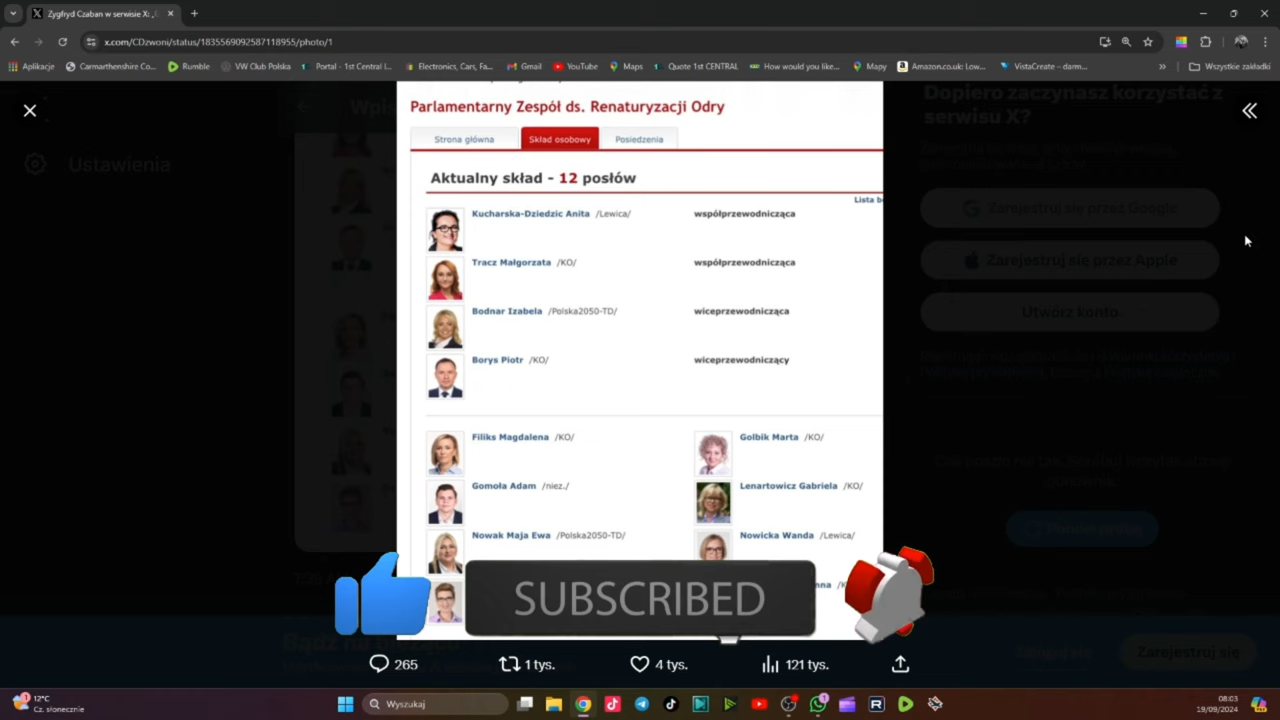 Zygfryd Czaban w serwisie X: „(
x.com/CDzwoni/status/1835569092587118955/photo/1
Aplikacje
Carmarthenshire Co...
Rumble
VW Club Polska
Portal - 1st Central I...
Electronics, Cars, Fa...
Gmail
YouTube
Maps
Quote 1st CENTRAL
How would you like...
Mapy
Amazon.co.uk: Low...
VistaCreate – darm...
Wszystkie zakładki
Ustawienia
Dopiero zaczynasz korzystać z
serwisu X?
Zarejestruj się przez Google
Zarejestruj się przez Apple
Utwórz konto
Parlamentarny Zespół ds. Renaturyzacji Odry
Strona główna
Skład osobowy
Posiedzenia
Aktualny skład - 12 posłów
Lista b
Kucharska-Dziedzic Anita /Lewica/ współprzewodnicząca
Tracz Małgorzata /KO/ współprzewodnicząca
Bodnar Izabela /Polska2050-TD/ wiceprzewodnicząca
Borys Piotr /KO/ wiceprzewodniczący
Filiks Magdalena /KO/ Golbik Marta /KO/
Gomoła Adam /niez./ Lenartowicz Gabriela /KO/
Nowak Maja Ewa /Polska2050-TD/ Nowicka Wanda /Lewica/
SUBSCRIBED
265
1 tys.
4 tys.
121 tys.
Zarejestruj się
1
12°C
Cz. słonecznie
Wyszukaj
1
08:03
19/09/2024